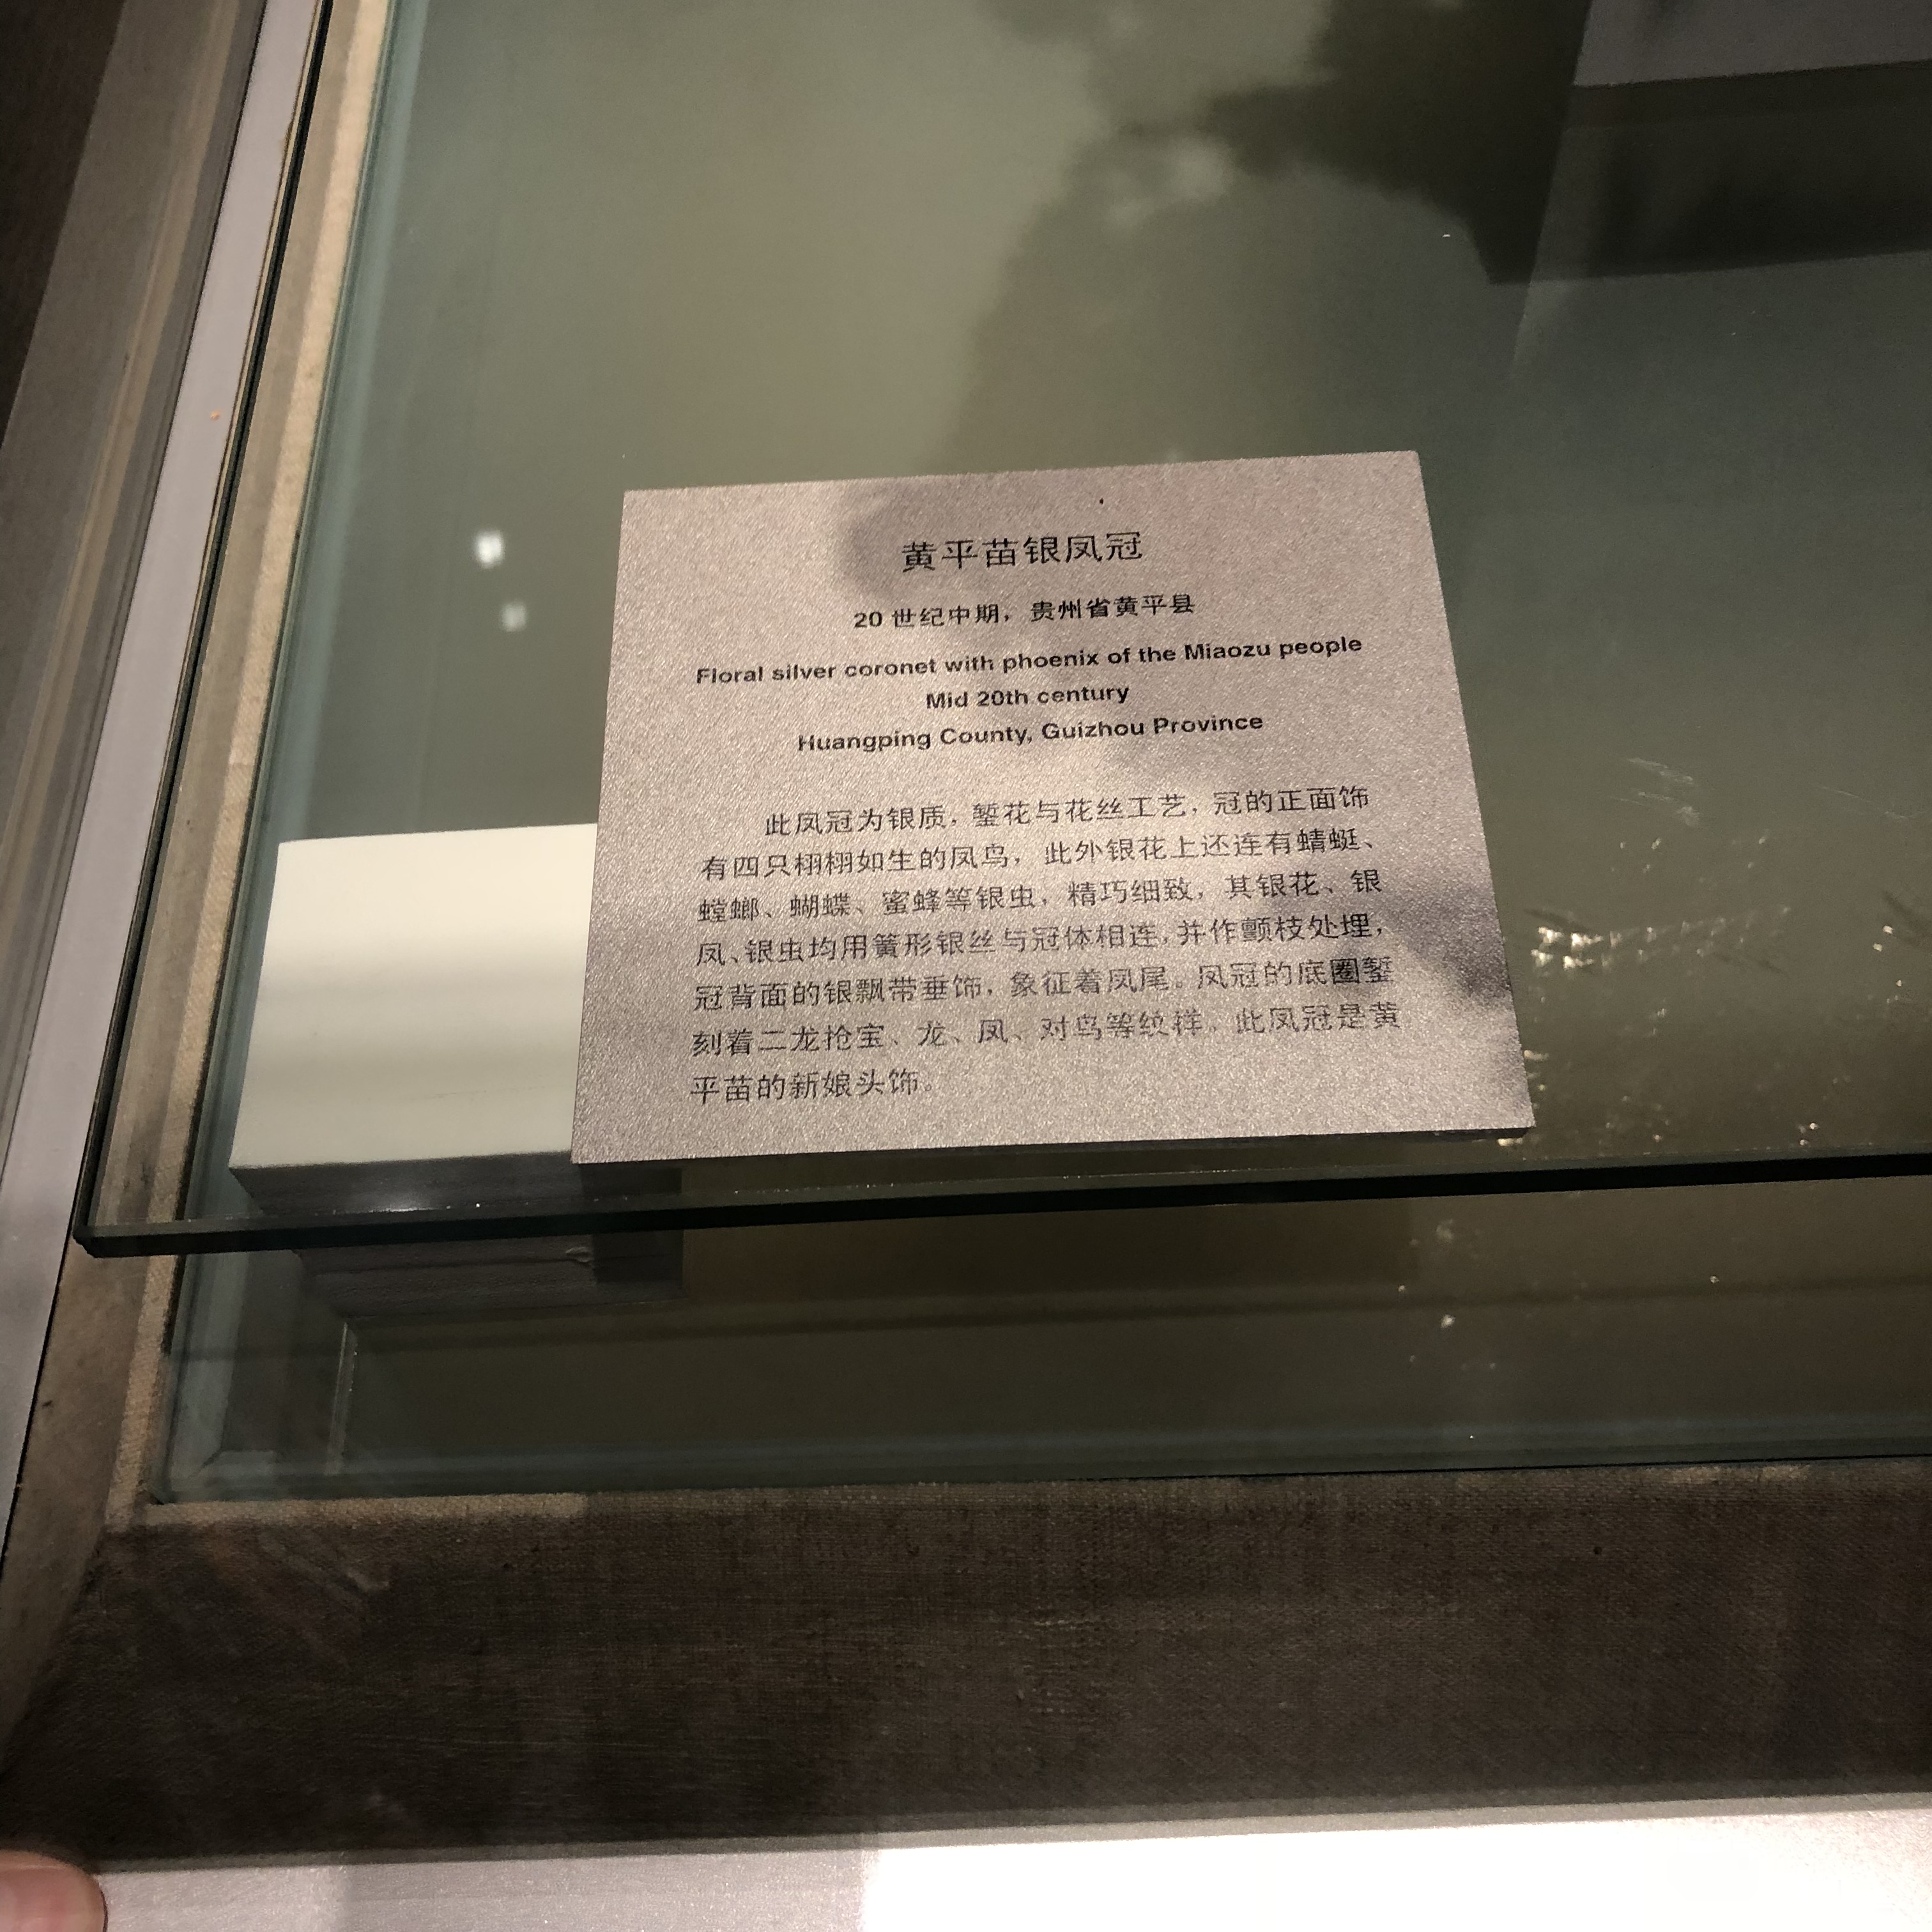 黄平苗银凤冠
20 世纪中期，贵州省黄平县
Floral silver coronet with phoenix of the Miaozu people
Mid 20th century
Huangping County, Guizhou Province
此凤冠为银质，錾花与花丝工艺，冠的正面饰
有四只栩栩如生的凤鸟，此外银花上还连有蜻蜓、
螳螂、蝴蝶、蜜蜂等银虫，精巧细致，其银花、银
凤、银虫均用簧形银丝与冠体相连，并作颤枝处理，
冠背面的银飘带垂饰，象征着凤尾。凤冠的底圈錾
刻着二龙抢宝、龙、凤、对鸟等纹样。此凤冠是黄
平苗的新娘头饰。